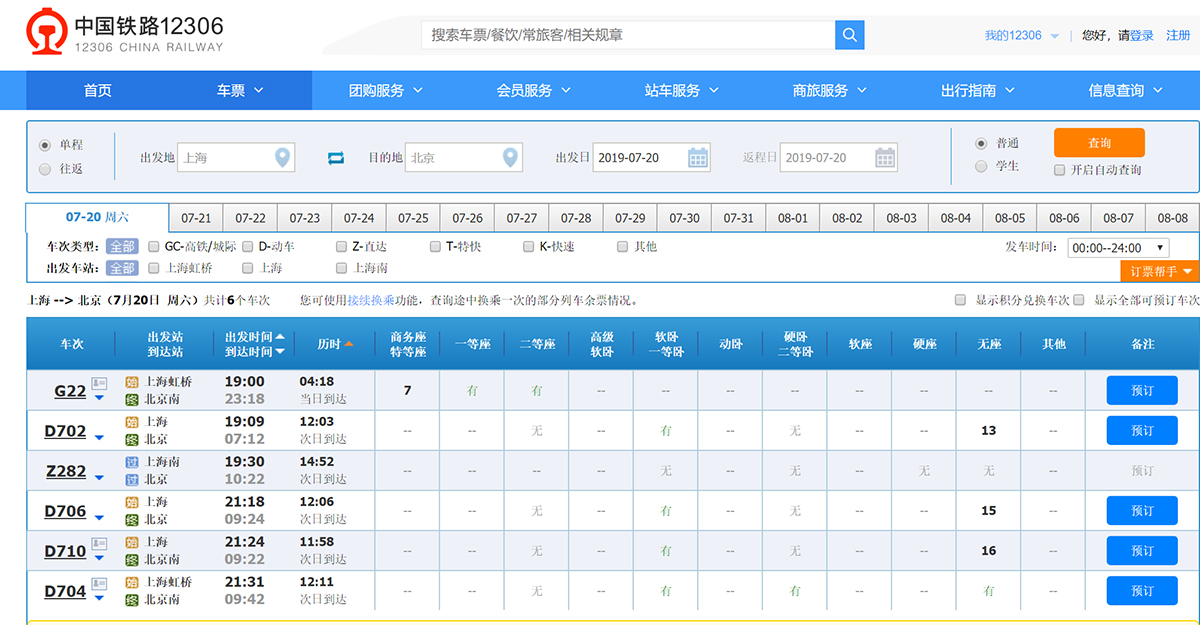 中国铁路12306
12306 CHINA RAILWAY
搜索车票/餐饮/常旅客/相关规章
我的12306 | 您好，请登录 注册
首页 车票 团购服务 会员服务 站车服务 商旅服务 出行指南 信息查询
单程
往返
出发地 上海 目的地 北京 出发日 2019-07-20 返程日 2019-07-20
普通
学生
查询
开启自动查询
07-20 周六 07-21 07-22 07-23 07-24 07-25 07-26 07-27 07-28 07-29 07-30 07-31 08-01 08-02 08-03 08-04 08-05 08-06 08-07 08-08
车次类型： 全部 GC-高铁/城际 D-动车 Z-直达 T-特快 K-快速 其他 发车时间： 00:00--24:00
出发车站： 全部 上海虹桥 上海 上海南
订票帮手
上海 --> 北京（7月20日 周六）共计6个车次 您可使用接续换乘功能，查询途中换乘一次的部分列车余票情况。 显示积分兑换车次 显示全部可预订车次
车次 出发站 到达站 出发时间 到达时间 历时 商务座 特等座 一等座 二等座 高级 软卧 软卧 一等卧 动卧 硬卧 二等卧 软座 硬座 无座 其他 备注
G22 始 上海虹桥 19:00 04:18 7 有 有 -- -- -- -- -- -- -- -- 预订
终 北京南 23:18 当日到达
D702 始 上海 19:09 12:03 -- -- 无 -- 有 -- 无 -- -- 13 -- 预订
终 北京 07:12 次日到达
Z282 过 上海南 19:30 14:52 -- -- -- -- 无 -- 无 -- 无 无 -- 预订
过 北京 10:22 次日到达
D706 始 上海 21:18 12:06 -- -- 无 -- 有 -- 无 -- -- 15 -- 预订
终 北京 09:24 次日到达
D710 始 上海 21:24 11:58 -- -- 无 -- 有 -- 无 -- -- 16 -- 预订
终 北京南 09:22 次日到达
D704 始 上海虹桥 21:31 12:11 -- -- 无 -- 有 -- 有 -- -- 有 -- 预订
终 北京南 09:42 次日到达